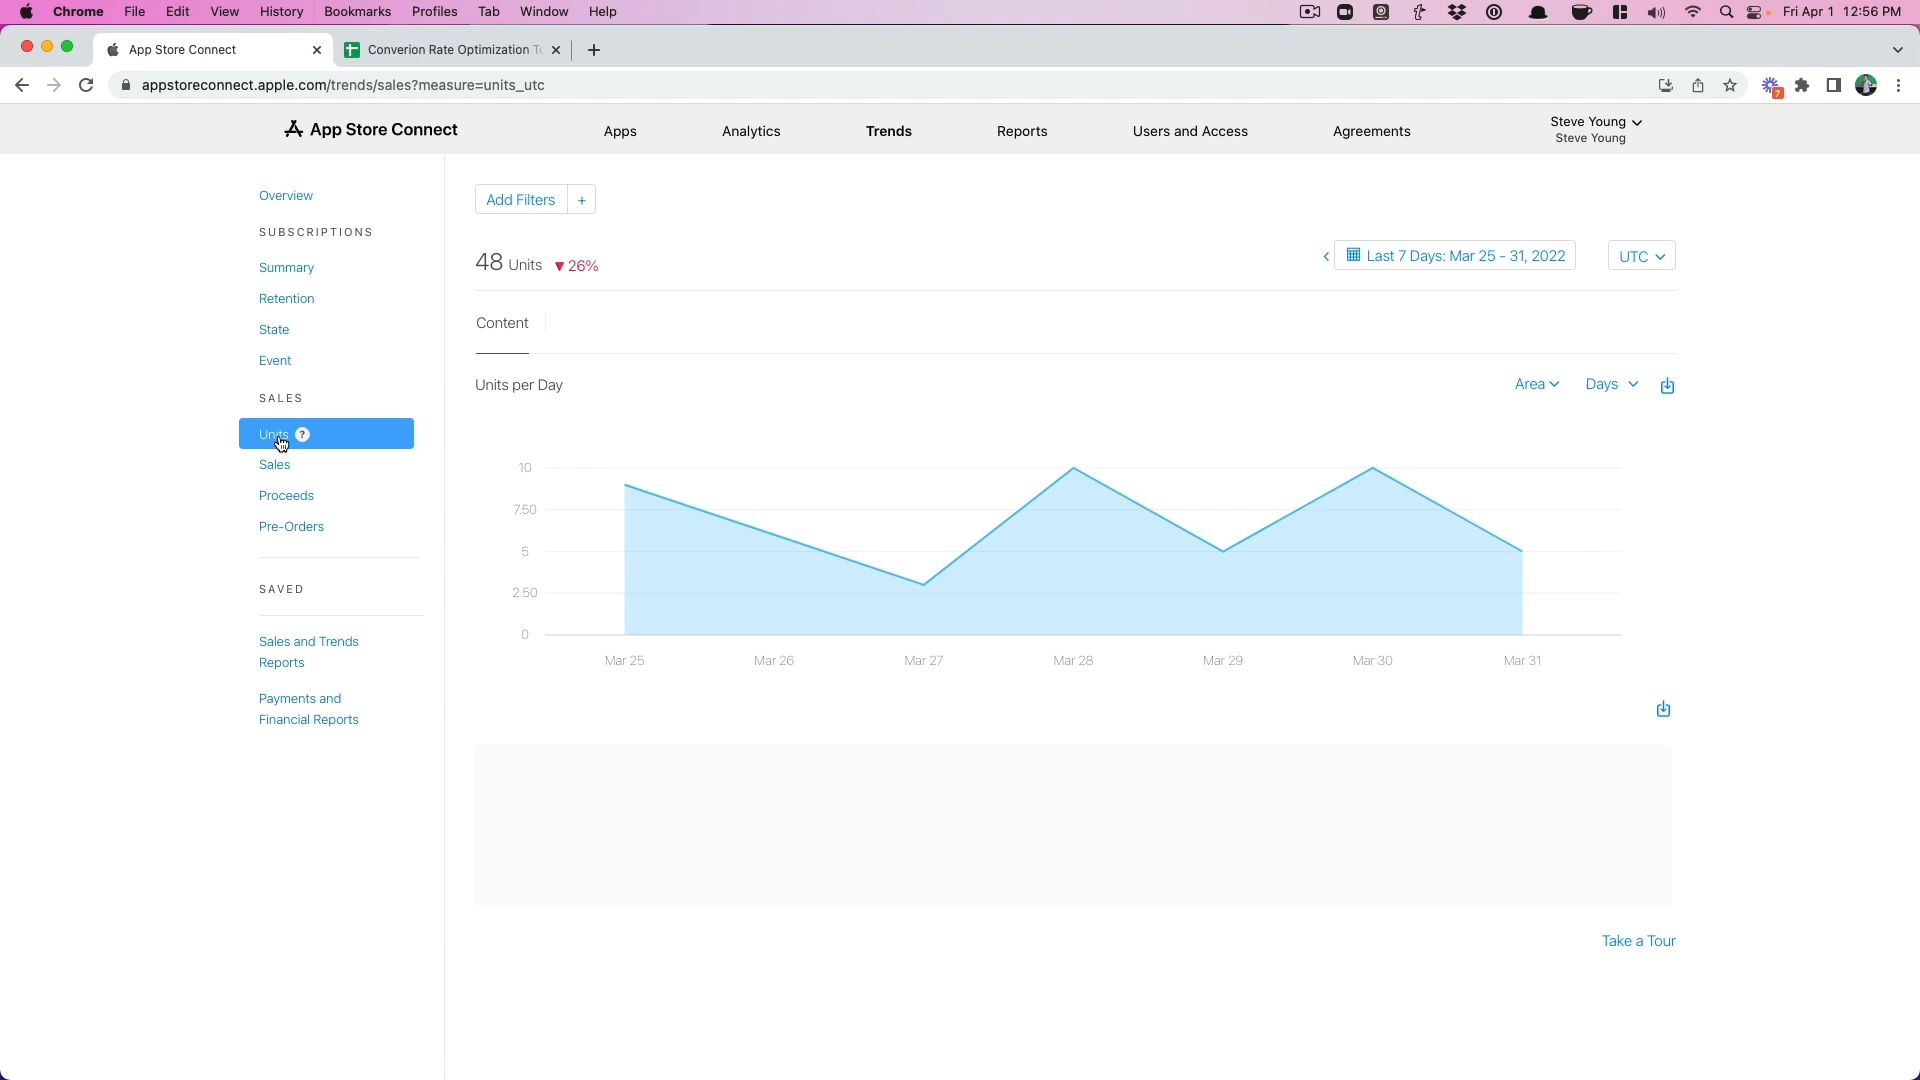 Chrome File Edit View History Bookmarks Profiles Tab Window Help Fri Apr 1 12:56 PM
App Store Connect Converion Rate Optimization
appstoreconnect.apple.com/trends/sales?measure=units_utc 7
App Store Connect Apps Analytics Trends Reports Users and Access Agreements Steve Young
Steve Young
Overview
SUBSCRIPTIONS
Summary
Retention
State
Event
SALES
Units ?
Sales
Proceeds
Pre-Orders
SAVED
Sales and Trends
Reports
Payments and
Financial Reports
Add Filters +
48 Units ▼ 26% Last 7 Days: Mar 25 - 31, 2022 UTC
Content
Units per Day Area Days
10
7.50
5
2.50
0
Mar 25 Mar 26 Mar 27 Mar 28 Mar 29 Mar 30 Mar 31
Take a Tour